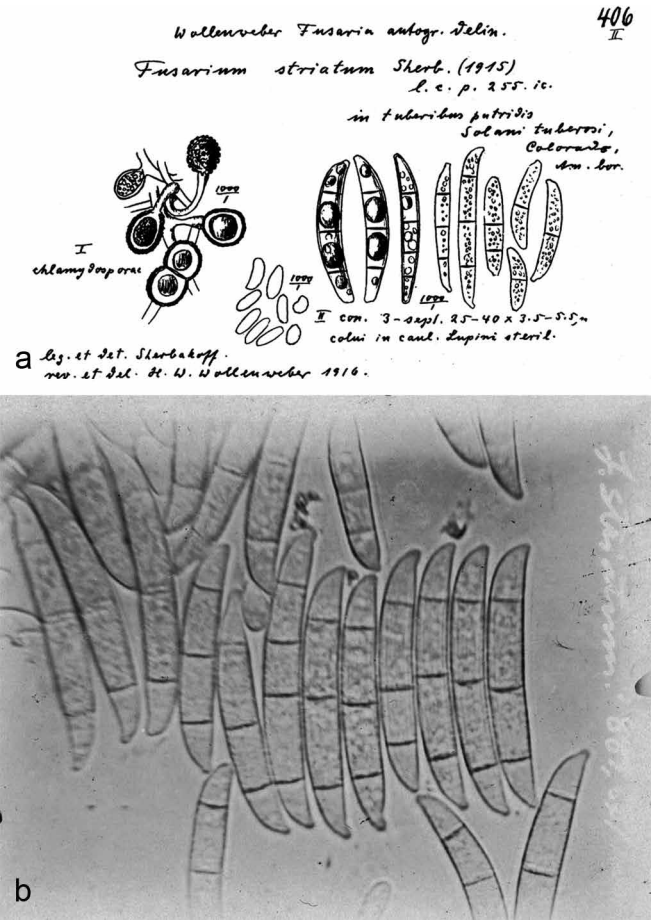 406
II
Wollenweber Fusaria autogr. delin.
Fusarium striatum Sherb. (1915)
l. c. p. 255. ic.
in tuberibus putridis
Solani tuberosi,
Colorado,
Am. bor.
1000
I
chlamydosporae
1000
1000
II con. 3-sept. 25-40 x 3.5-5.5 µ
colui in caul. Lupini steril.
a
leg. et det. Sherbakoff.
rev. et del. H. W. Wollenweber 1916.
b